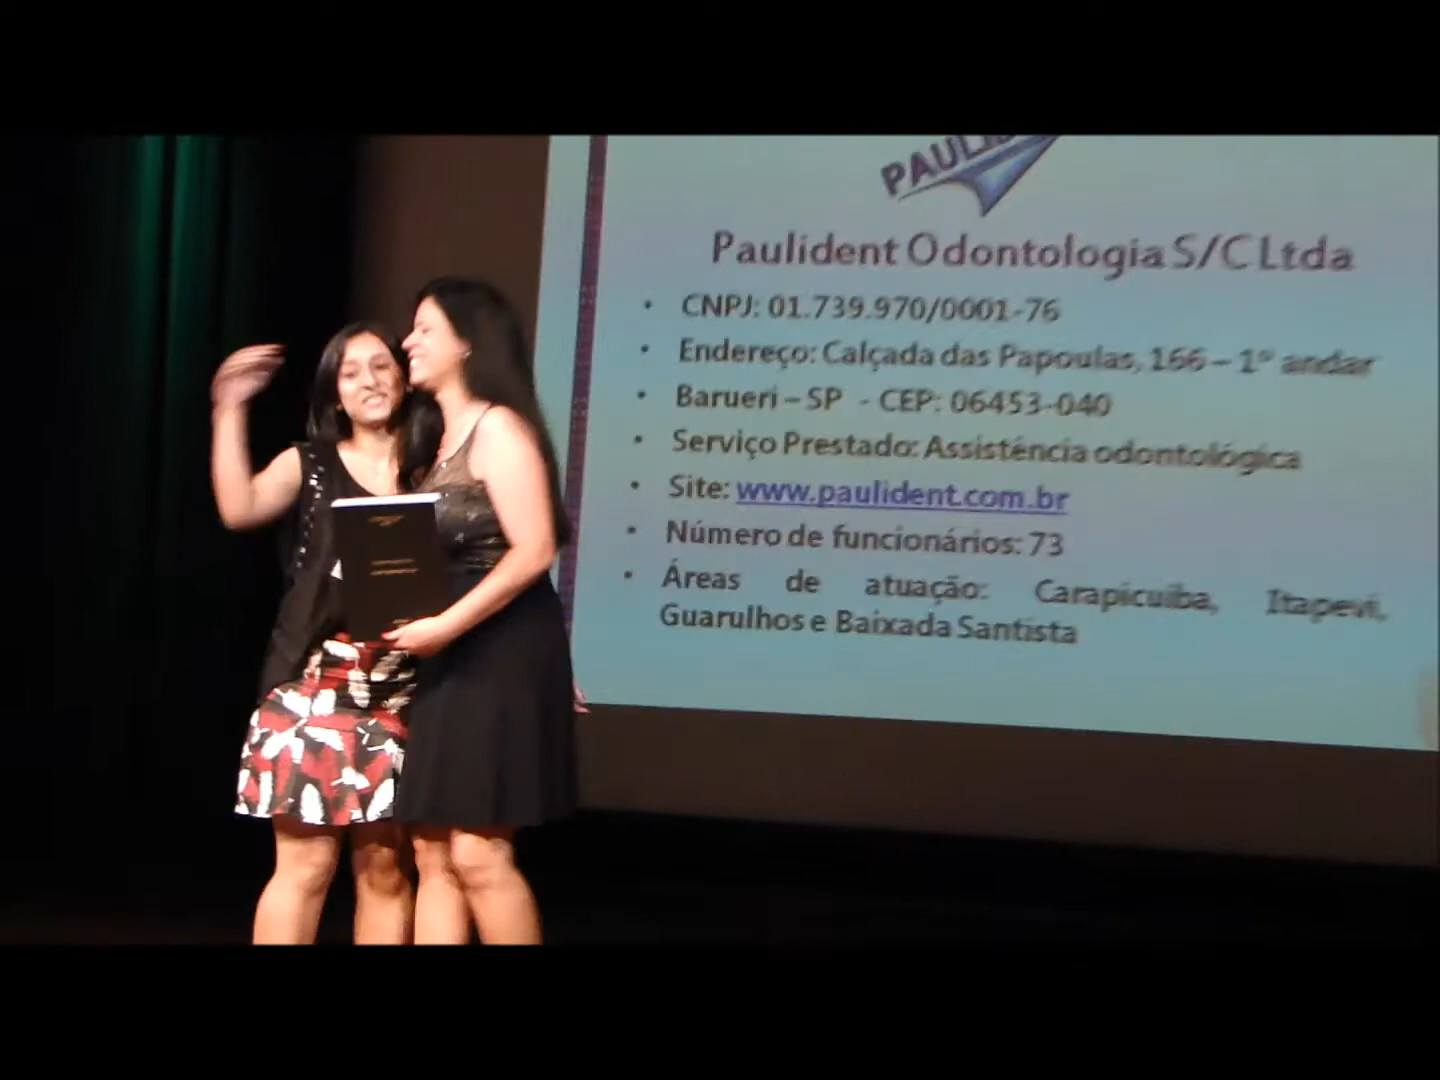 Paulident Odontologia S/C Ltda
• CNPJ: 01.739.970/0001-76
• Endereço: Calçada das Papoulas, 166 – 1º andar
• Barueri – SP - CEP: 06453-040
• Serviço Prestado: Assistência odontológica
• Site: www.paulident.com.br
• Número de funcionários: 73
• Áreas de atuação: Carapicuiba, Itapevi,
Guarulhos e Baixada Santista